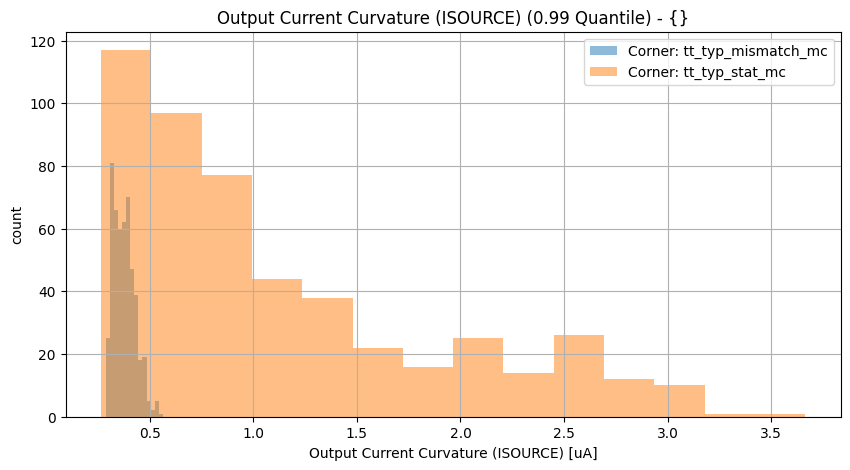 Output Current Curvature (ISOURCE) (0.99 Quantile) - {}
120
100
80
60
40
20
0
count
Corner: tt_typ_mismatch_mc
Corner: tt_typ_stat_mc
0.5 1.0 1.5 2.0 2.5 3.0 3.5
Output Current Curvature (ISOURCE) [uA]